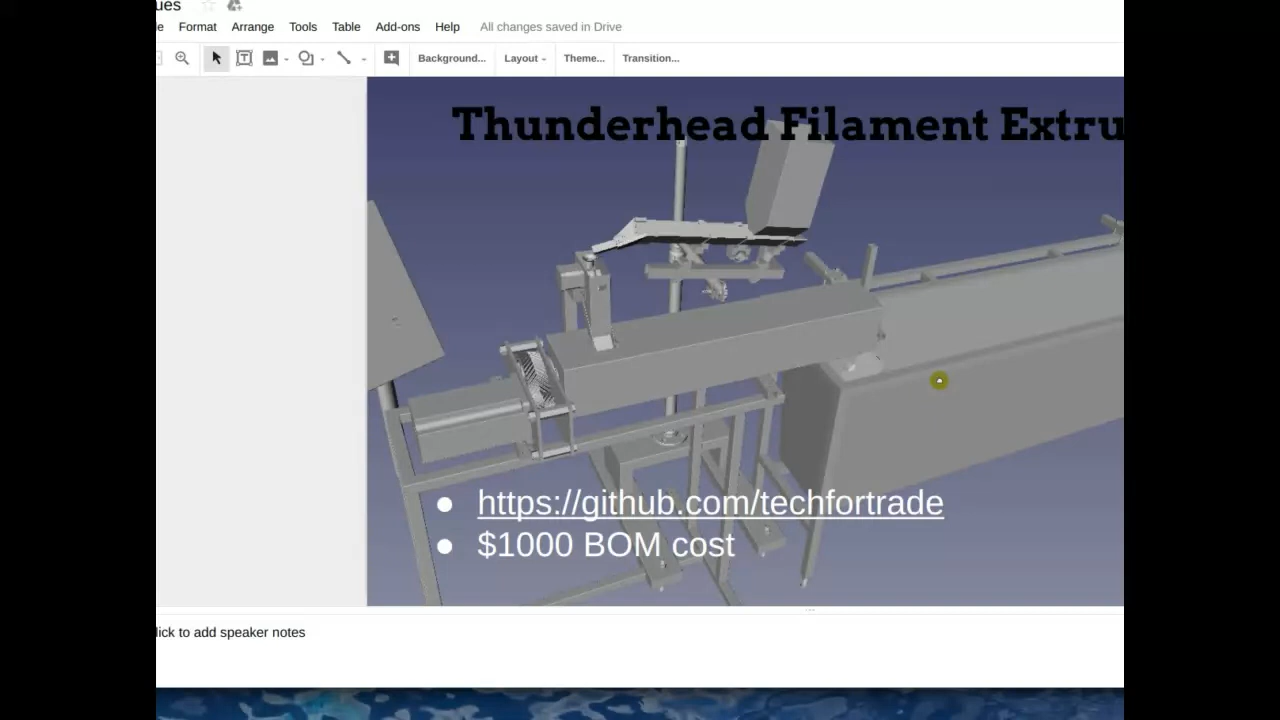 ues
le Format Arrange Tools Table Add-ons Help All changes saved in Drive
Background... Layout Theme... Transition...
Thunderhead Filament Extru
https://github.com/techfortrade
$1000 BOM cost
lick to add speaker notes